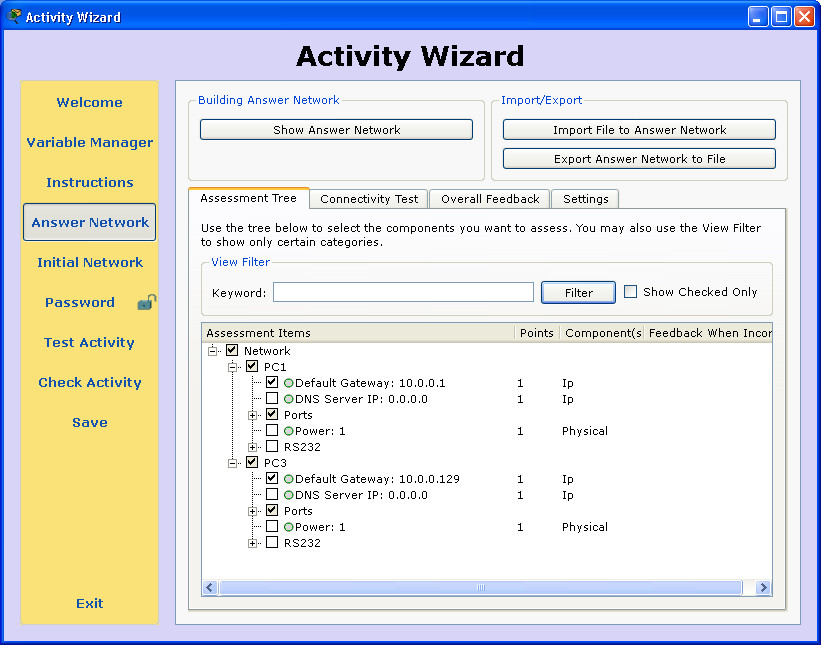 Activity Wizard
Activity Wizard
Welcome
Variable Manager
Instructions
Answer Network
Initial Network
Password
Test Activity
Check Activity
Save
Exit
Building Answer Network
Show Answer Network
Import/Export
Import File to Answer Network
Export Answer Network to File
Assessment Tree Connectivity Test Overall Feedback Settings
Use the tree below to select the components you want to assess. You may also use the View Filter
to show only certain categories.
View Filter
Keyword: Filter Show Checked Only
Assessment Items Points Component(s Feedback When Incor
Network
PC1
Default Gateway: 10.0.0.1 1 Ip
DNS Server IP: 0.0.0.0 1 Ip
Ports
Power: 1 1 Physical
RS232
PC3
Default Gateway: 10.0.0.129 1 Ip
DNS Server IP: 0.0.0.0 1 Ip
Ports
Power: 1 1 Physical
RS232